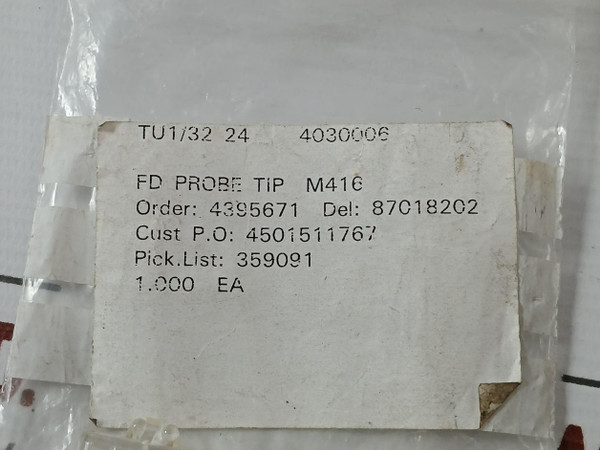 TU1/32 24 4030006
FD PROBE TIP M416
Order: 4395671 Del: 87018202
Cust P.O: 4501511767
Pick.List: 359091
1.000 EA